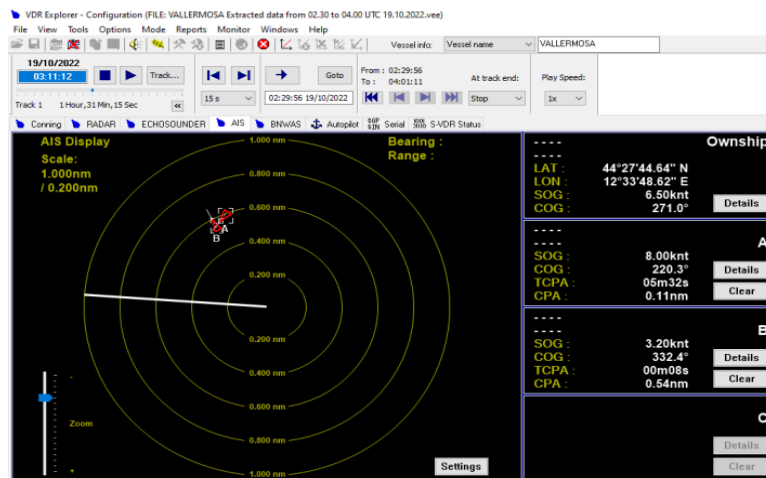 VDR Explorer - Configuration (FILE: VALLERMOSA Extracted data from 02.30 to 04.00 UTC 19.10.2022.vee)
File View Tools Options Mode Reports Monitor Windows Help
Vessel info: Vessel name VALLERMOSA
19/10/2022
03:11:12
Track...
Goto
From : 02:29:56
To : 04:01:11
At track end:
Play Speed:
Track 1 1Hour,31 Min,15 Sec
15 s
02:29:56 19/10/2022
Stop
1x
Conning RADAR ECHOSOUNDER AIS BNWAS Autopilot Serial S-VDR Status
AIS Display
Scale:
1.000nm
/ 0.200nm
Bearing :
Range :
1.000 nm
0.800 nm
0.600 nm
0.400 nm
0.200 nm
0.200 nm
0.400 nm
0.600 nm
0.800 nm
1.000 nm
A
B
Zoom
-
+
Settings
---- Ownship
----
LAT : 44°27'44.64" N
LON : 12°33'48.62" E
SOG : 6.50knt
COG : 271.0°
Details
---- A
----
SOG : 8.00knt
COG : 220.3°
TCPA : 05m32s
CPA : 0.11nm
Details
Clear
---- B
----
SOG : 3.20knt
COG : 332.4°
TCPA : 00m08s
CPA : 0.54nm
Details
Clear
C
Details
Clear